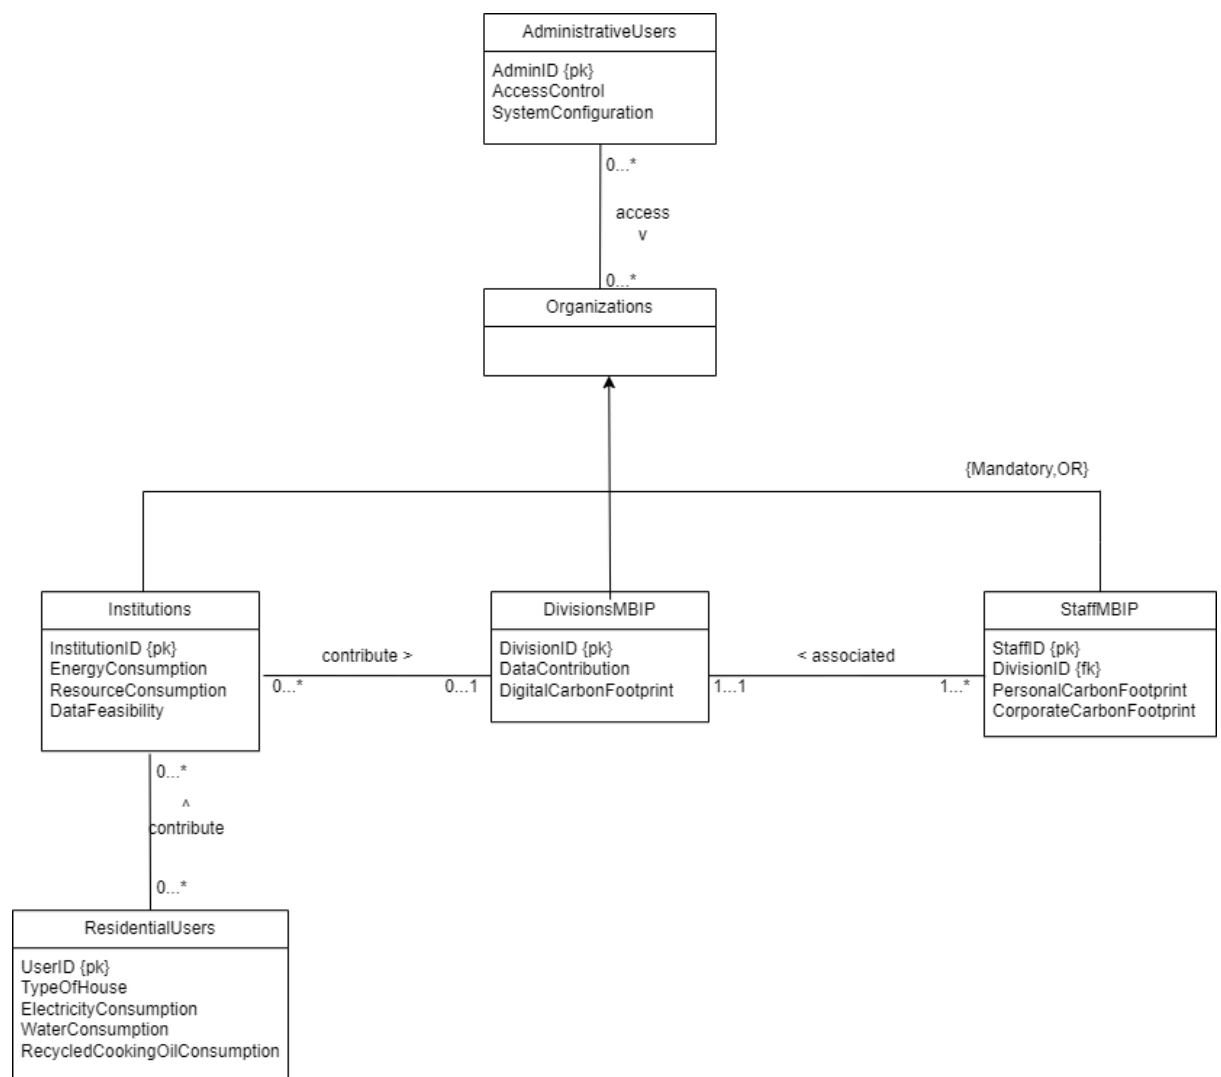 AdministrativeUsers
AdminID {pk}
AccessControl
SystemConfiguration
0...*
access
v
0...*
Organizations
{Mandatory,OR}
Institutions
InstitutionID {pk}
EnergyConsumption
ResourceConsumption
DataFeasibility
contribute >
0...*
0...1
DivisionsMBIP
DivisionID {pk}
DataContribution
DigitalCarbonFootprint
< associated
1...1
1...*
StaffMBIP
StaffID {pk}
DivisionID {fk}
PersonalCarbonFootprint
CorporateCarbonFootprint
0...*
^
contribute
0...*
ResidentialUsers
UserID {pk}
TypeOfHouse
ElectricityConsumption
WaterConsumption
RecycledCookingOilConsumption